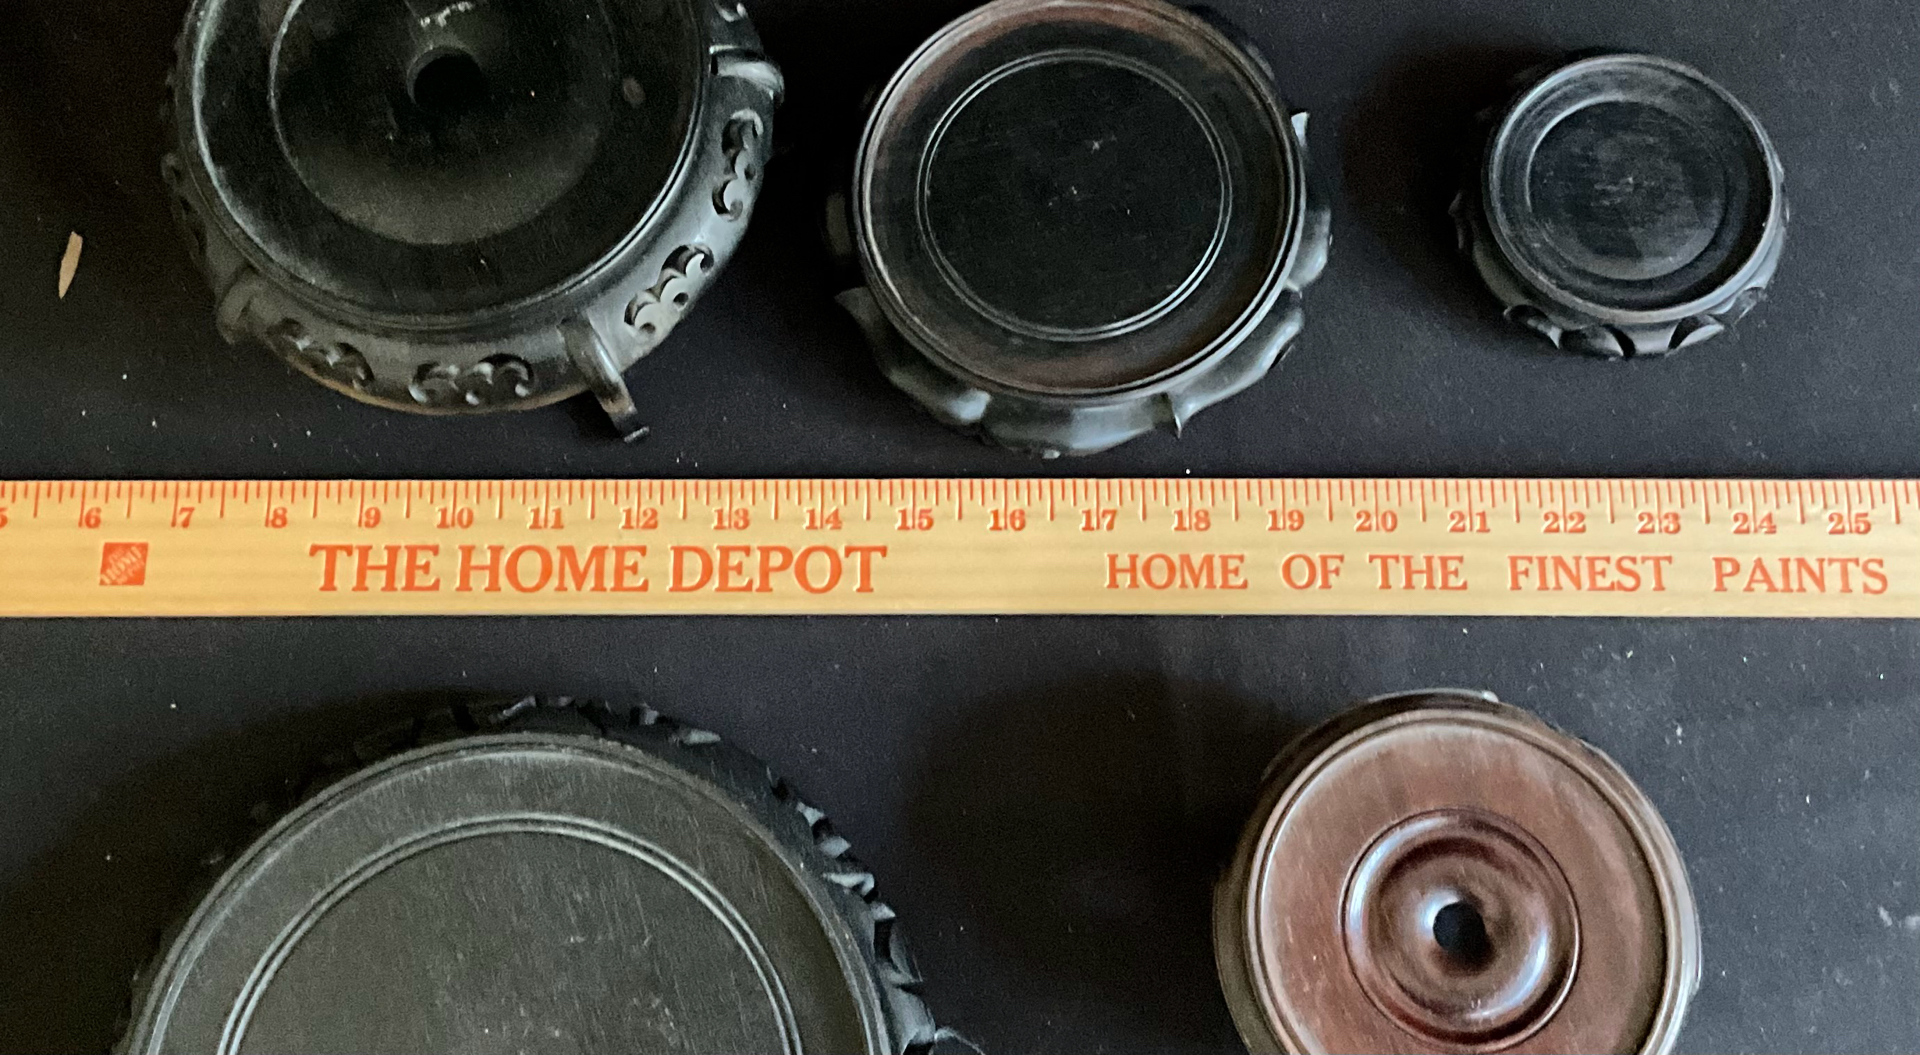 5 6 7 8 9 10 11 12 13 14 15 16 17 18 19 20 21 22 23 24 25
THE HOME DEPOT HOME OF THE FINEST PAINTS